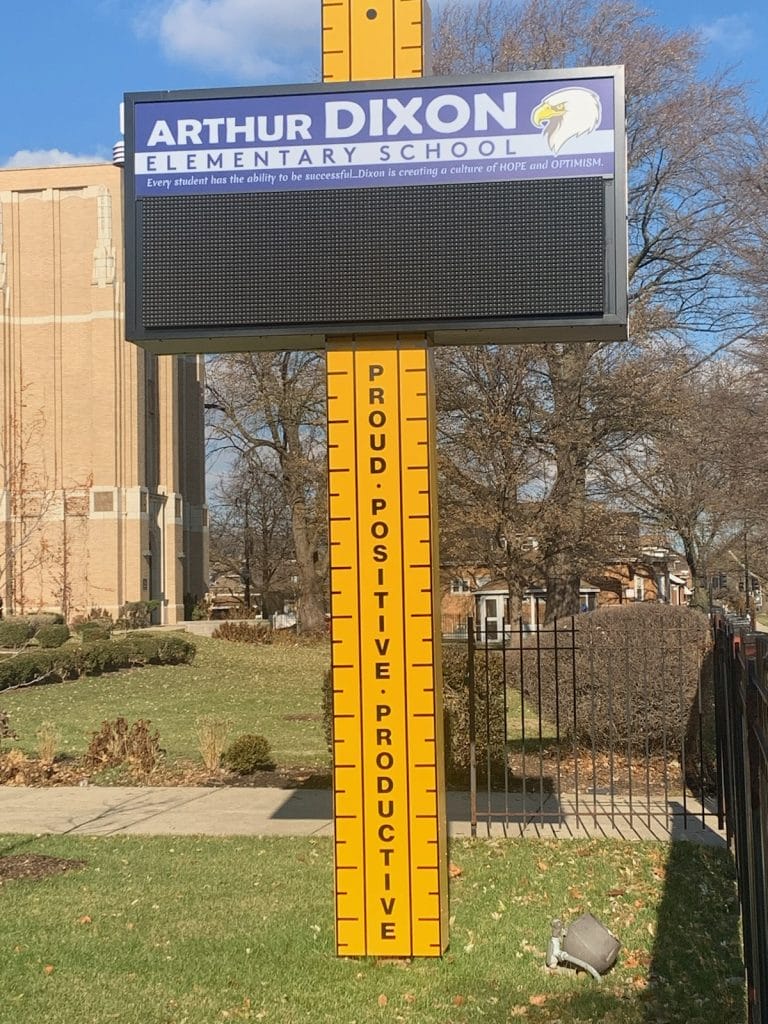 ARTHUR DIXON
ELEMENTARY SCHOOL
Every student has the ability to be successful...Dixon is creating a culture of HOPE and OPTIMISM.
PROUD · POSITIVE · PRODUCTIVE